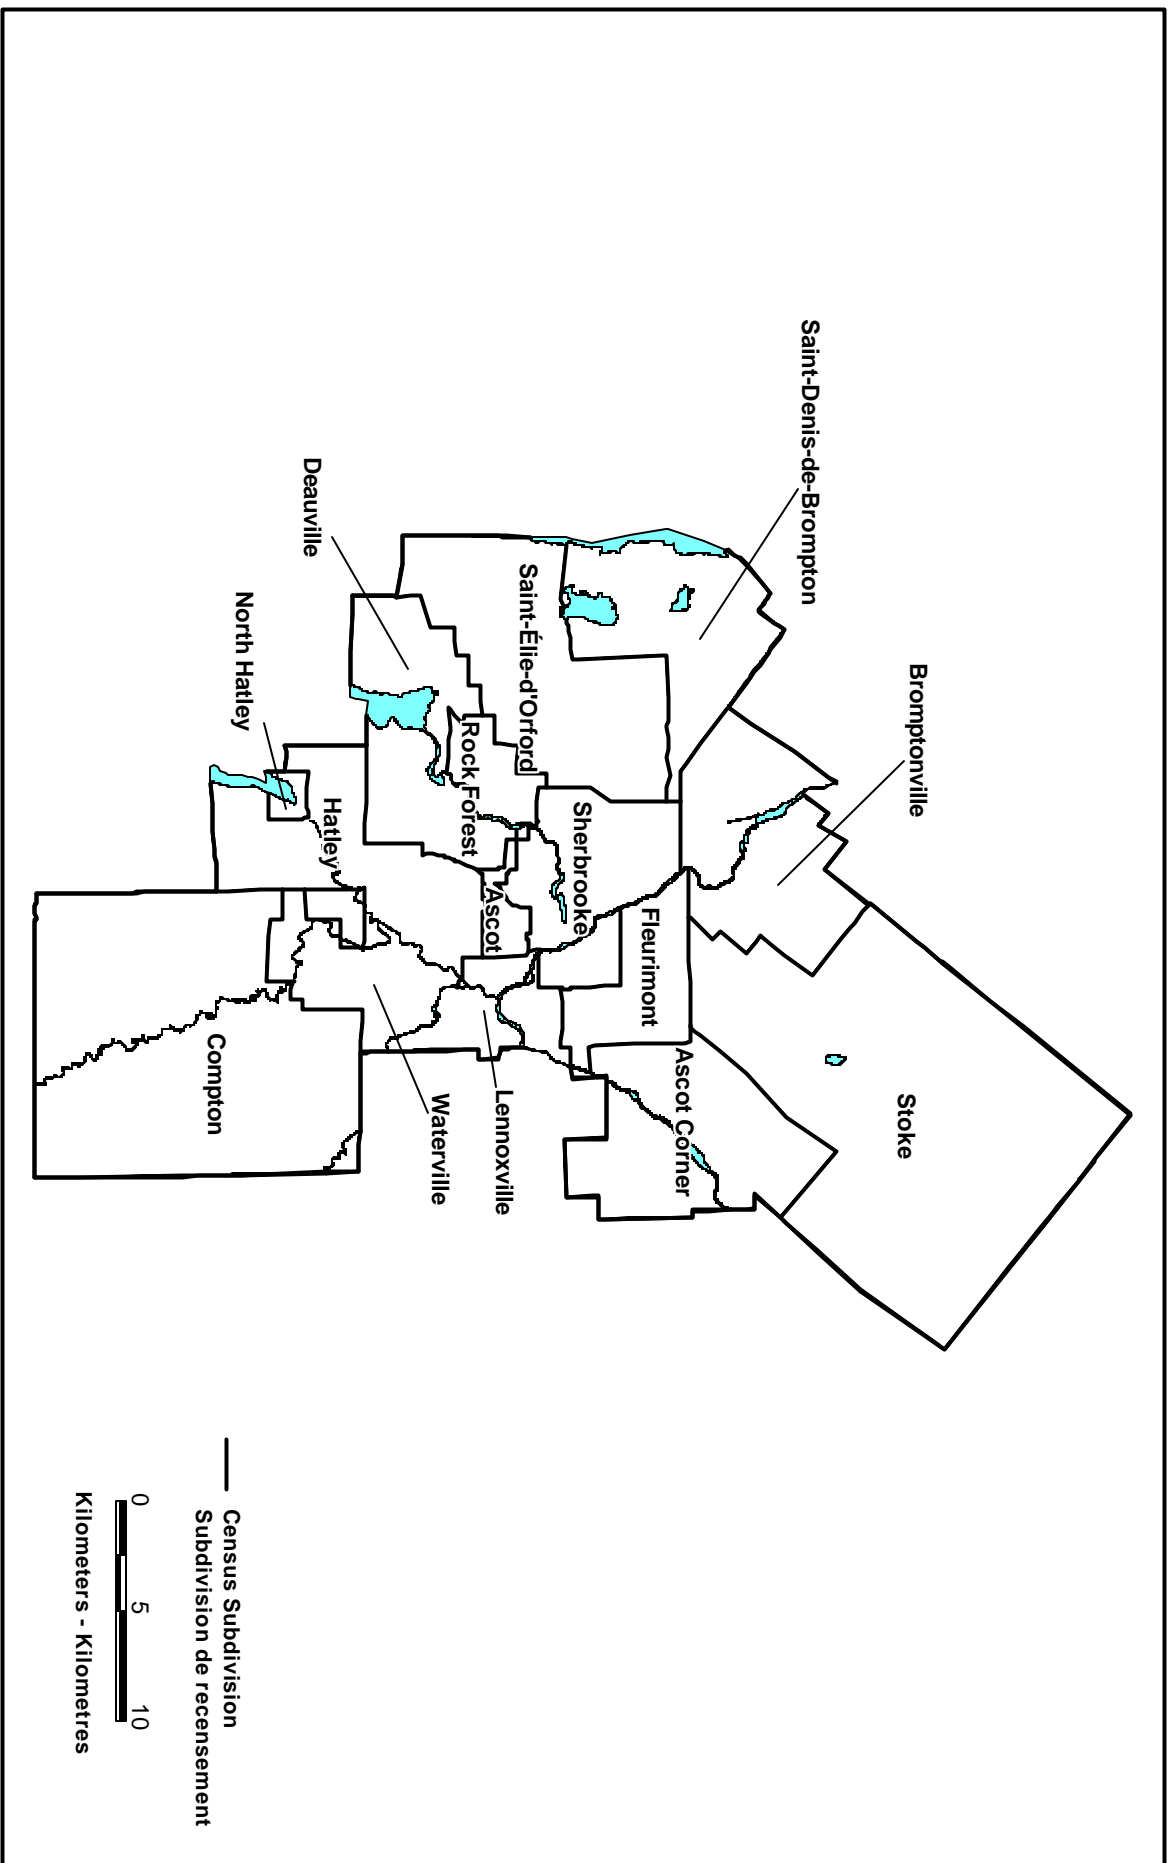 Stoke
Bromptonville
Saint-Denis-de-Brompton
Ascot Corner
Fleurimont
Sherbrooke
Saint-Élie-d'Orford
Lennoxville
Ascot
Rock Forest
Waterville
Hatley
Deauville
North Hatley
Compton
Census Subdivision
Subdivision de recensement
0 5 10
Kilometers - Kilometres